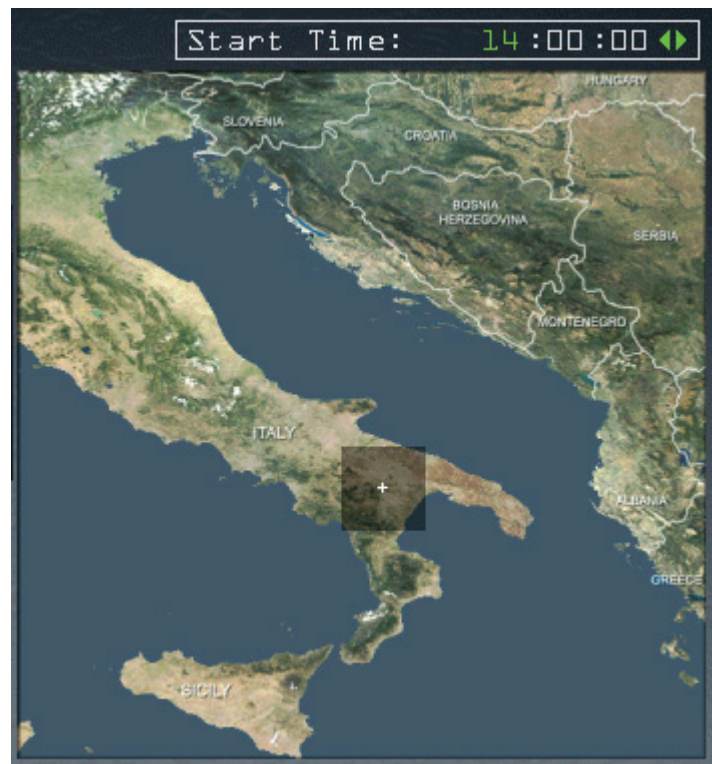 Start Time: 14:00:00
HUNGARY
SLOVENIA
CROATIA
BOSNIA
HERZEGOVINA
SERBIA
MONTENEGRO
ITALY
ALBANIA
GREECE
SICILY